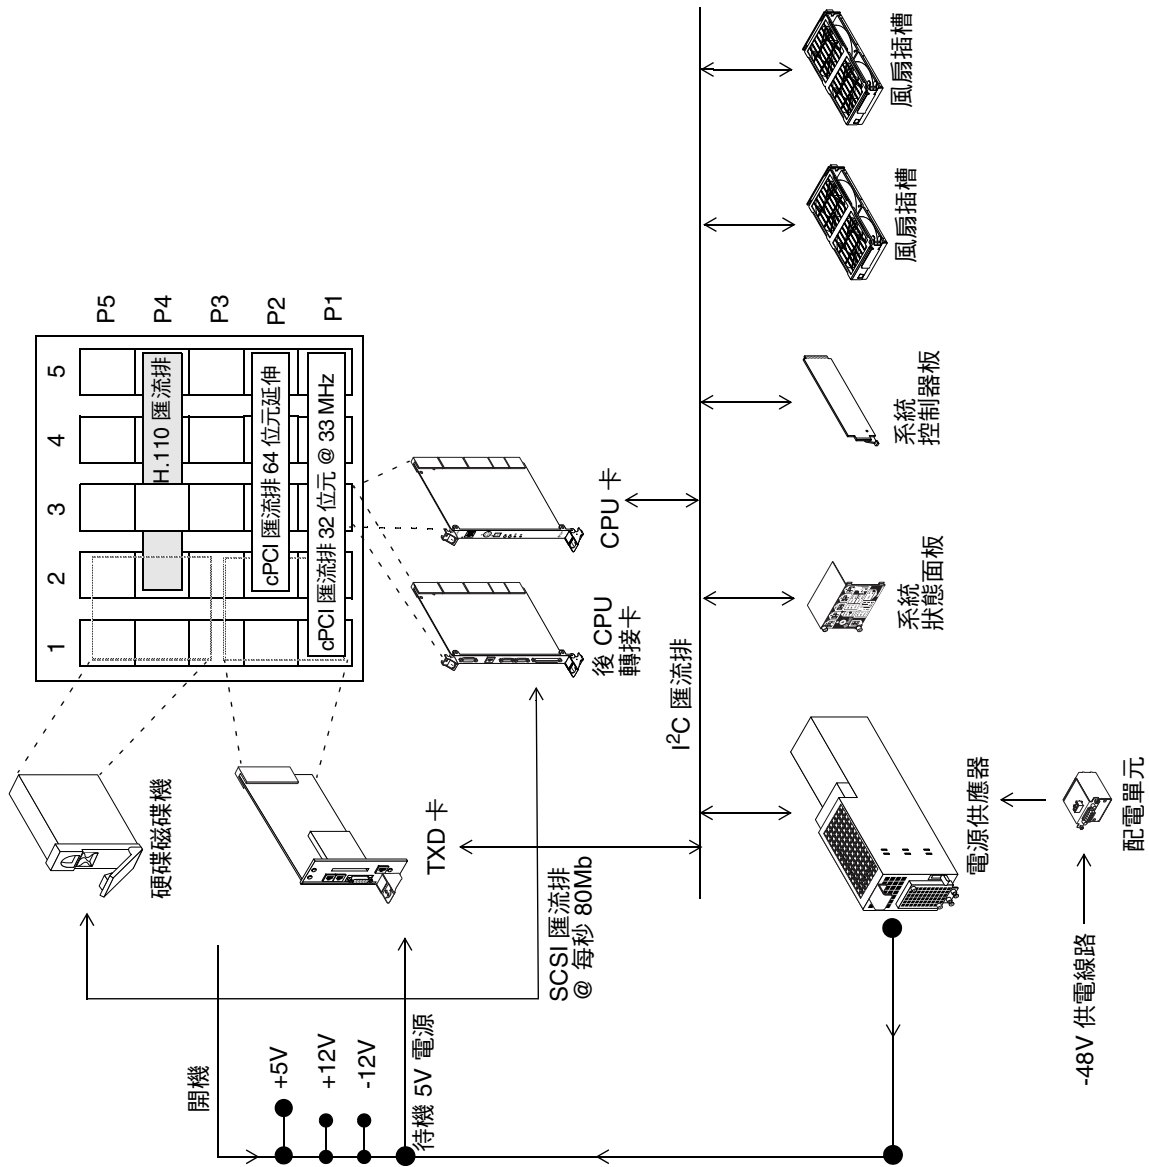 開機
+5V
+12V
-12V
待機 5V 電源
硬碟磁碟機
TXD 卡
SCSI 匯流排
@ 每秒 80Mb
1
2
3
4
5
P5
P4
P3
P2
P1
H.110 匯流排
cPCI 匯流排 64 位元延伸
cPCI 匯流排 32 位元 @ 33 MHz
後 CPU
轉接卡
CPU 卡
I²C 匯流排
-48V 供電線路
配電單元
電源供應器
系統
狀態面板
系統
控制器板
風扇插槽
風扇插槽